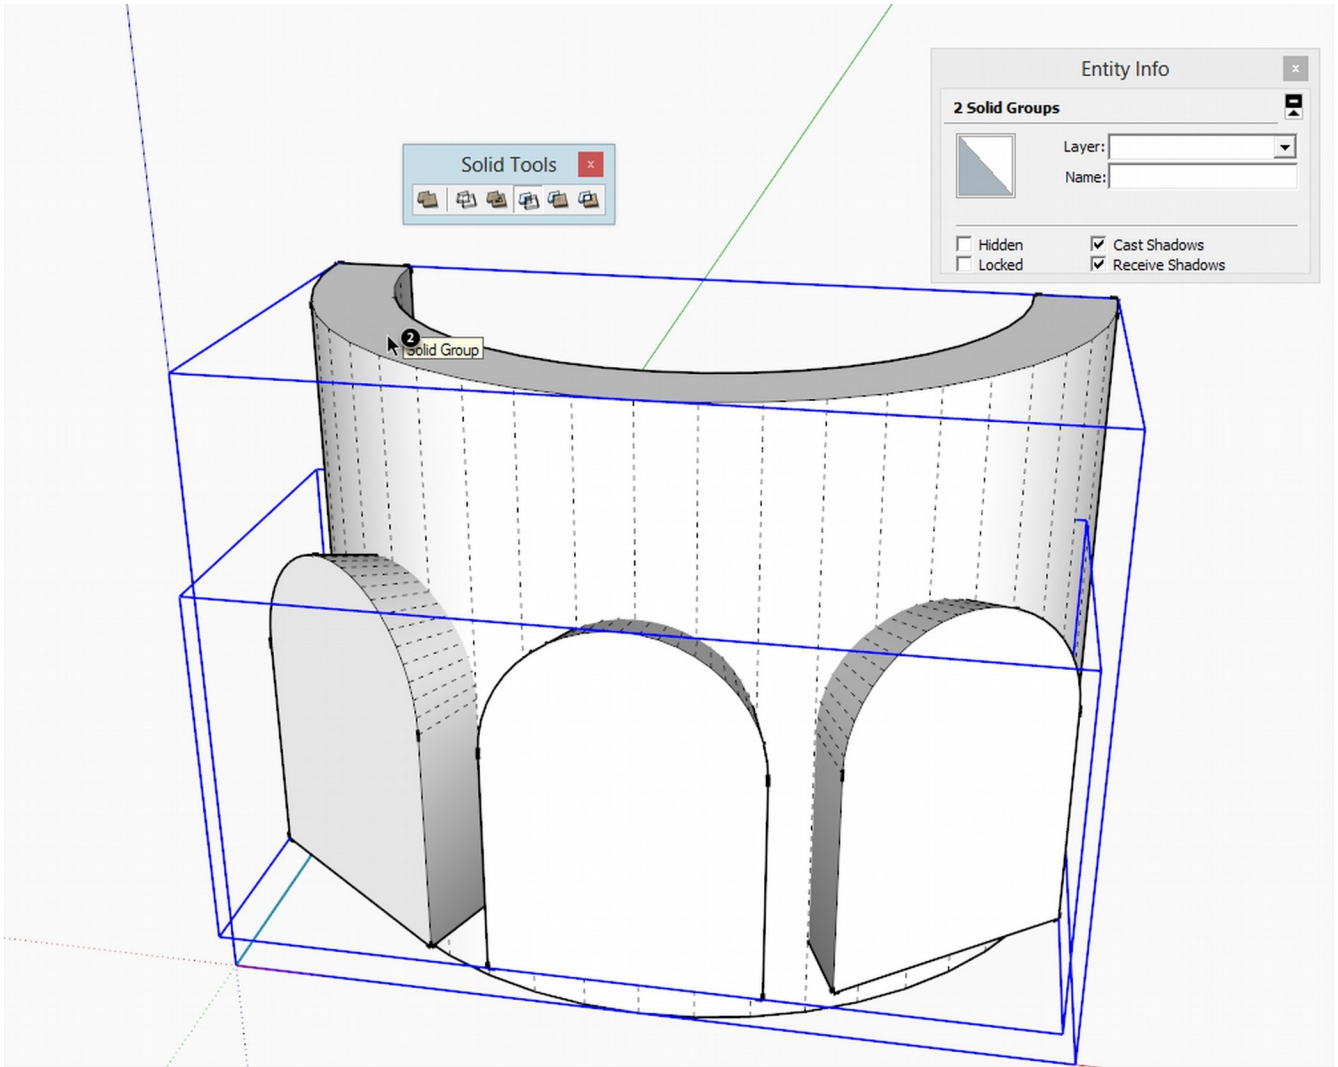 Entity Info
x
2 Solid Groups
Layer:
Name:
Hidden
Cast Shadows
Locked
Receive Shadows
Solid Tools
x
2
Solid Group